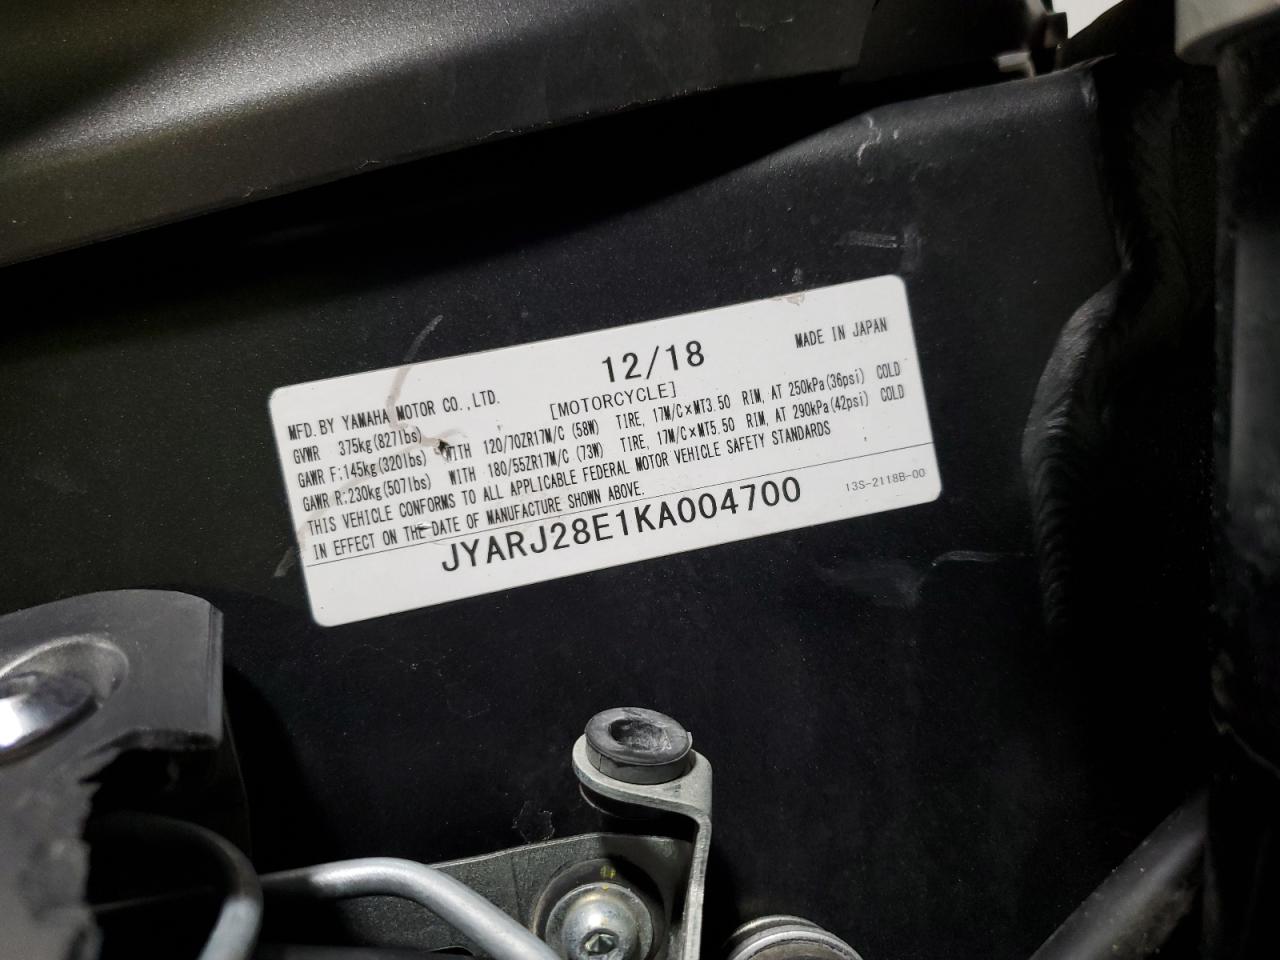 12/18
MADE IN JAPAN
MFD. BY YAMAHA MOTOR CO.,LTD.
[MOTORCYCLE]
GVWR 375kg(827lbs)
GAWR F:145kg(320lbs) WITH 120/70ZR17M/C (58W) TIRE, 17M/C×MT3.50 RIM, AT 250kPa(36psi) COLD
GAWR R:230kg(507lbs) WITH 180/55ZR17M/C (73W) TIRE, 17M/C×MT5.50 RIM, AT 290kPa(42psi) COLD
THIS VEHICLE CONFORMS TO ALL APPLICABLE FEDERAL MOTOR VEHICLE SAFETY STANDARDS
IN EFFECT ON THE DATE OF MANUFACTURE SHOWN ABOVE.
13S-2118B-00
JYARJ28E1KA004700